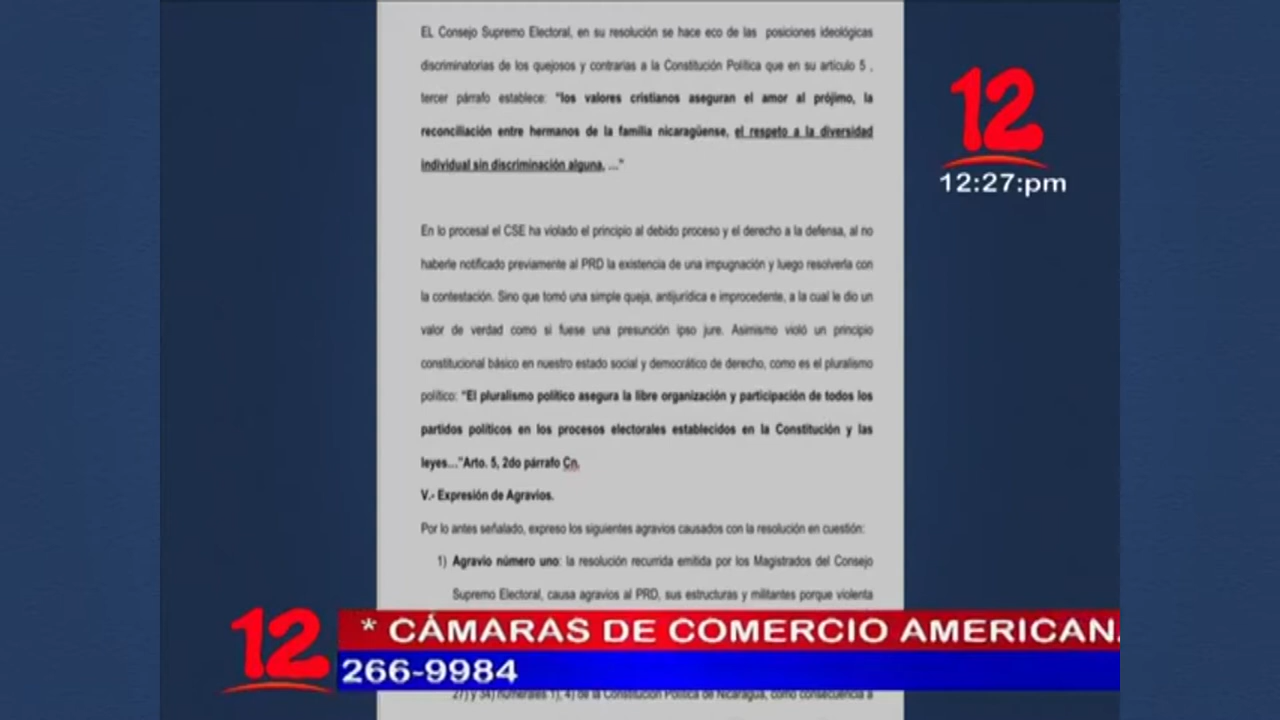 EL Consejo Supremo Electoral, en su resolución se hace eco de las posiciones ideológicas
discriminatorias de los quejosos y contrarias a la Constitución Política que en su artículo 5 ,
tercer párrafo establece: "los valores cristianos aseguran el amor al prójimo, la
reconciliación entre hermanos de la familia nicaragüense, el respeto a la diversidad
individual sin discriminación alguna, ..."
12
12:27:pm
En lo procesal el CSE ha violado el principio al debido proceso y el derecho a la defensa, al no
haberle notificado previamente al PRD la existencia de una impugnación y luego resolverla con
la contestación. Sino que tomó una simple queja, antijurídica e improcedente, a la cual le dio un
valor de verdad como si fuese una presunción ipso jure. Asimismo violó un principio
constitucional básico en nuestro estado social y democrático de derecho, como es el pluralismo
político: "El pluralismo político asegura la libre organización y participación de todos los
partidos políticos en los procesos electorales establecidos en la Constitución y las
leyes..."Arto. 5, 2do párrafo Cn.
V.- Expresión de Agravios.
Por lo antes señalado, expreso los siguientes agravios causados con la resolución en cuestión:
1) Agravio número uno: la resolución recurrida emitida por los Magistrados del Consejo
Supremo Electoral, causa agravios al PRD, sus estructuras y militantes porque violenta
12
* CÁMARAS DE COMERCIO AMERICANA
266-9984
27) y 34) numerales 1), 4) de la Constitución Política de Nicaragua, como consecuencia a